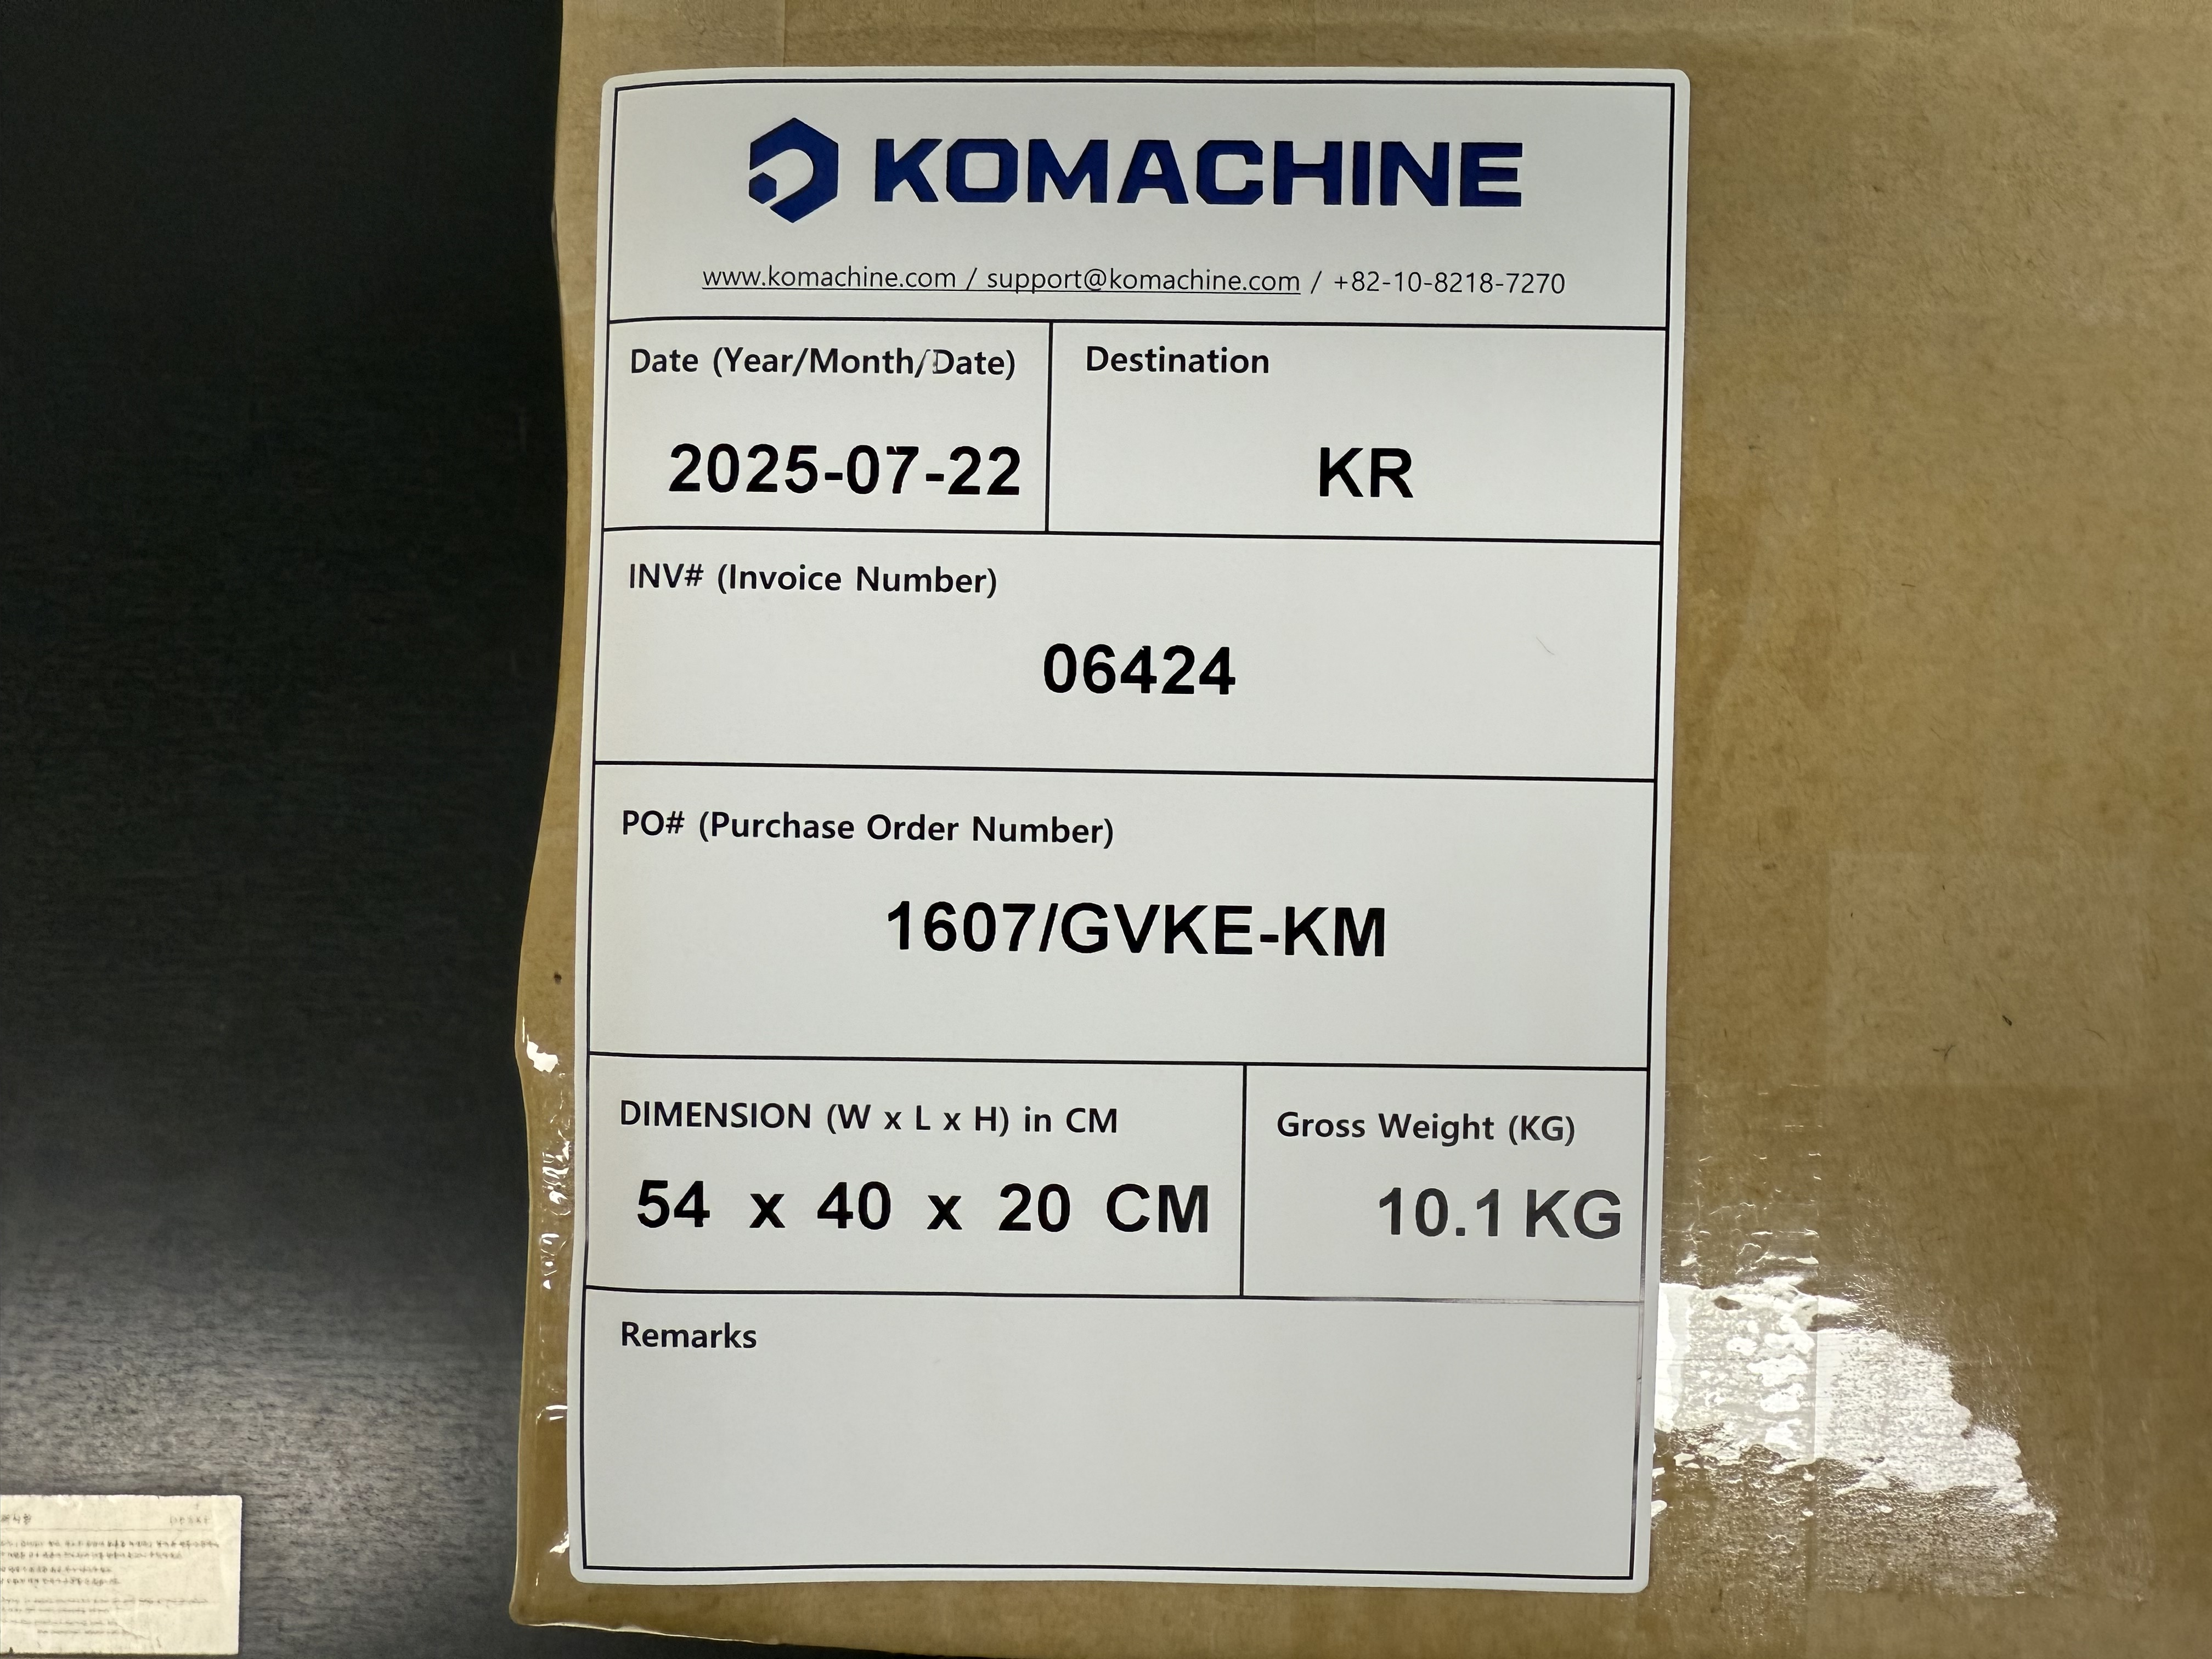 KOMACHINE
www.komachine.com / support@komachine.com / +82-10-8218-7270
Date (Year/Month/Date)
2025-07-22
Destination
KR
INV# (Invoice Number)
06424
PO# (Purchase Order Number)
1607/GVKE-KM
DIMENSION (W x L x H) in CM
54 x 40 x 20 CM
Gross Weight (KG)
10.1 KG
Remarks